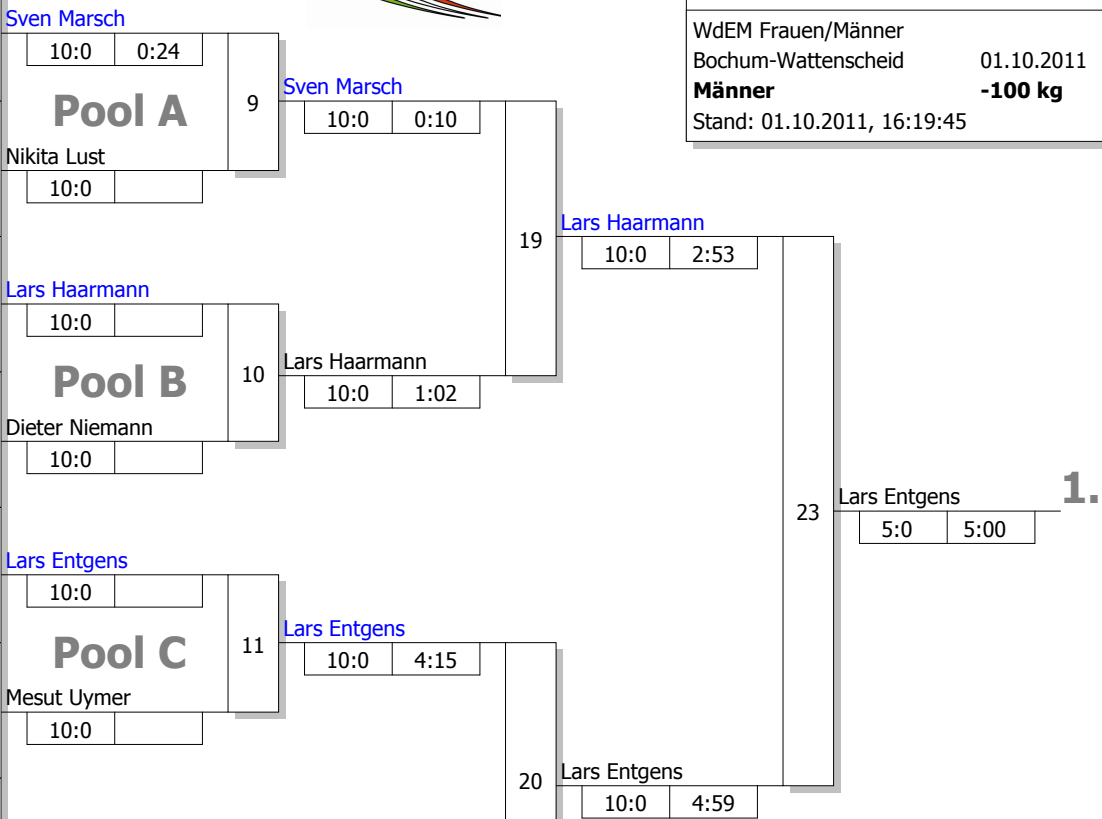 Sven Marsch
10:0 0:24
Pool A
9
Nikita Lust
10:0
Lars Haarmann
10:0
Pool B
10
Dieter Niemann
10:0
Lars Entgens
10:0
Pool C
11
Mesut Uymer
10:0
Sven Marsch
10:0 0:10
19
Lars Haarmann
10:0 1:02
Lars Entgens
10:0 4:15
20
WdEM Frauen/Männer
Bochum-Wattenscheid 01.10.2011
Männer -100 kg
Stand: 01.10.2011, 16:19:45
Lars Haarmann
10:0 2:53
23
Lars Entgens
10:0 4:59
Lars Entgens 1.
5:0 5:00